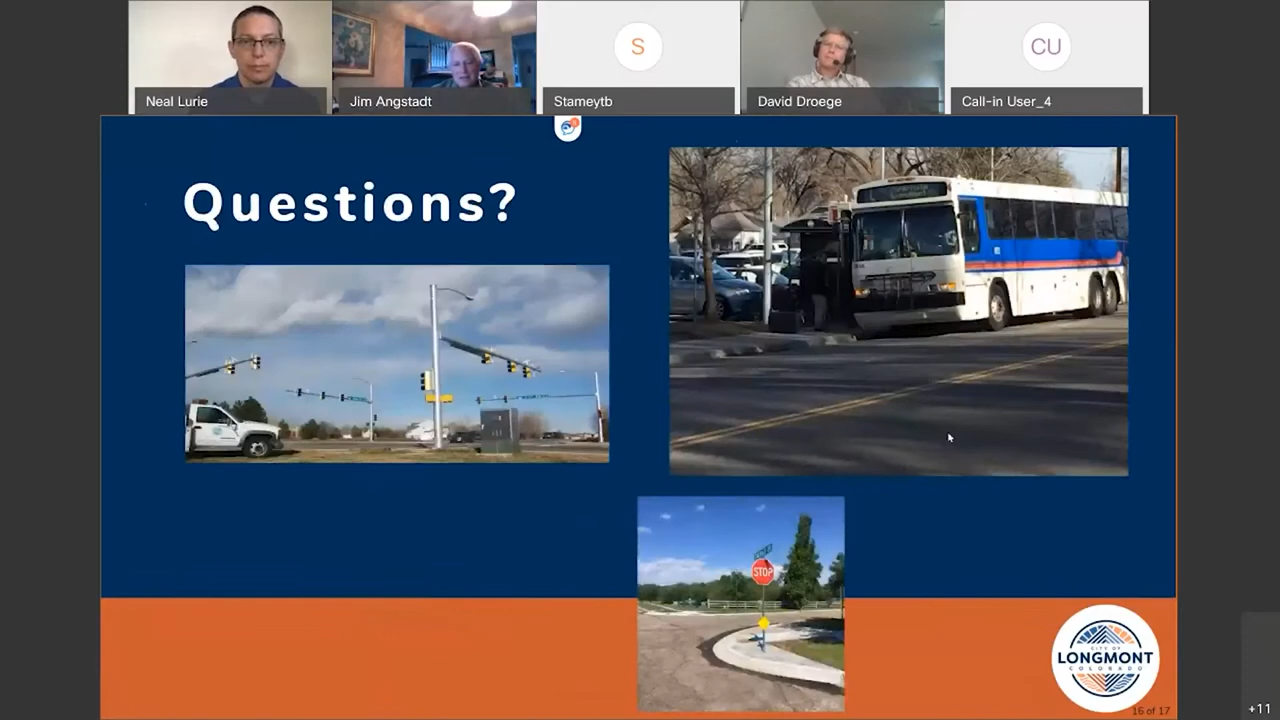 Neal Lurie
Jim Angstadt
S
Stameytb
David Droege
CU
Call-in User_4
Questions?
STOP
CITY OF
LONGMONT
COLORADO
16 of 17
+11